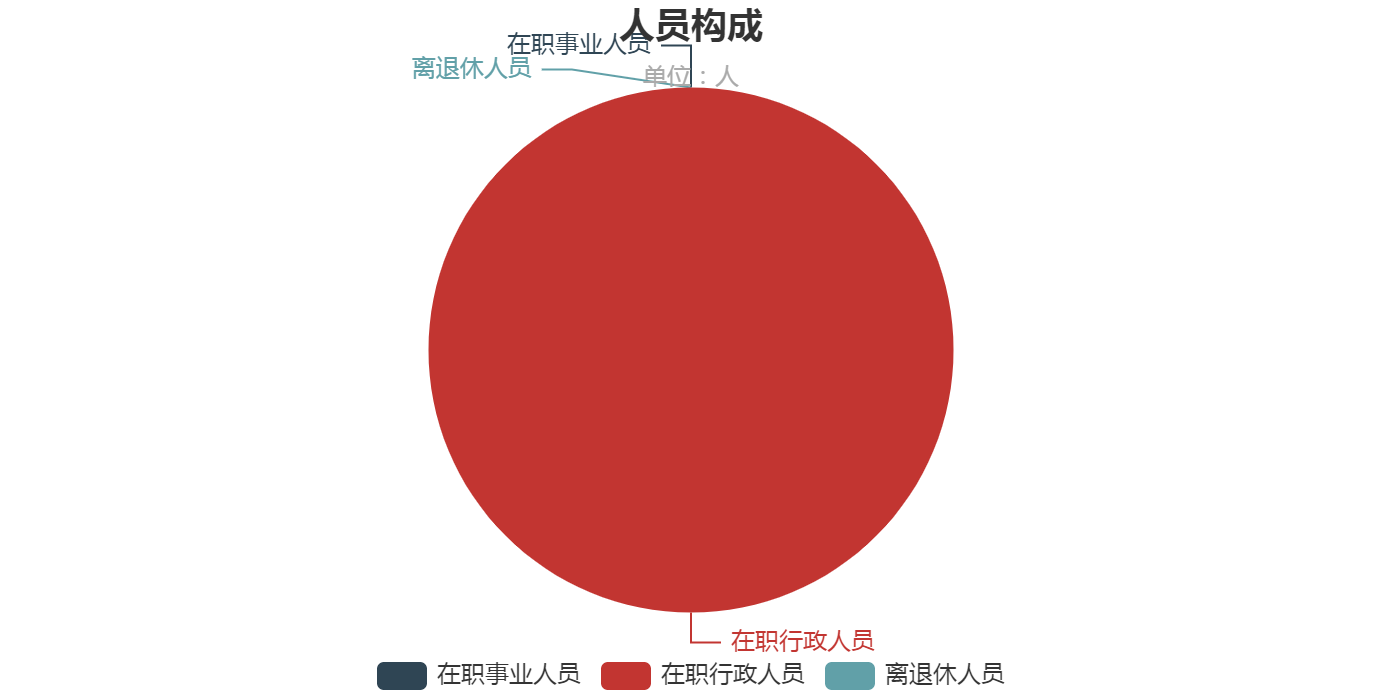 人员构成
在职事业人员
离退休人员
单位：人
在职行政人员
在职事业人员 在职行政人员 离退休人员